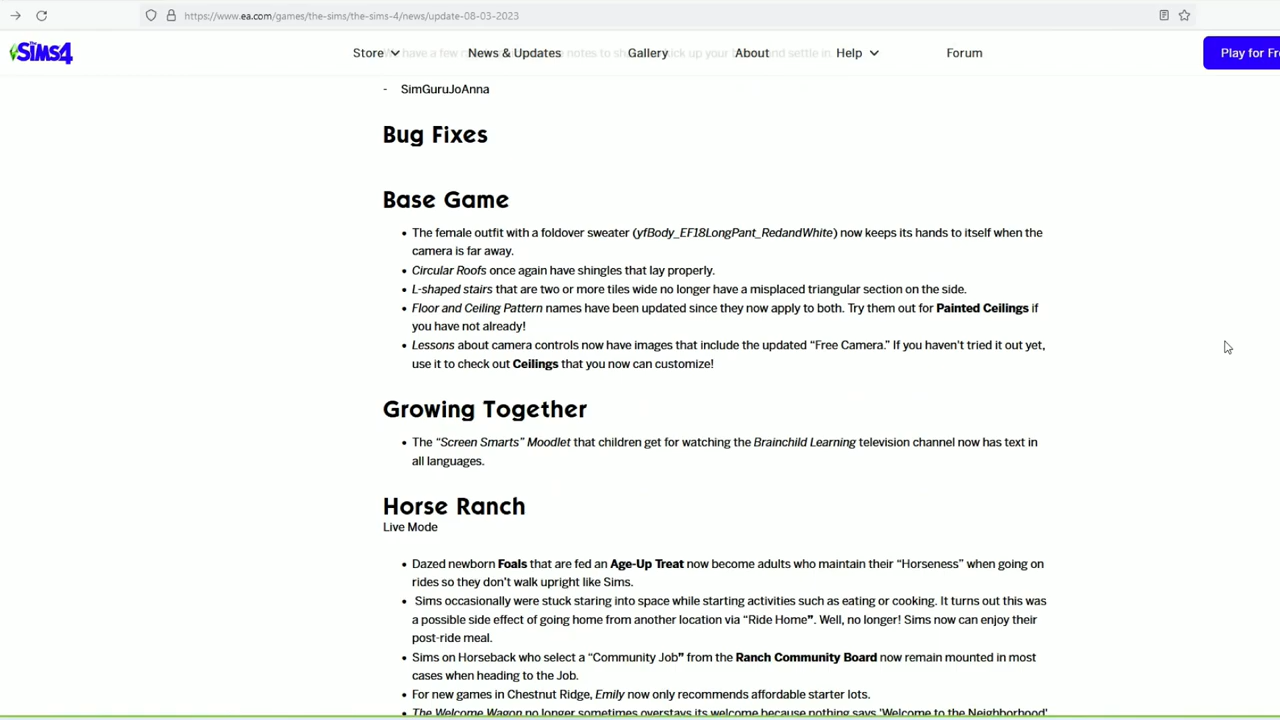 https://www.ea.com/games/the-sims/the-sims-4/news/update-08-03-2023
The SiMS4
Store
News & Updates
Gallery
About
Help
Forum
Play for Fr
- SimGuruJoAnna
Bug Fixes
Base Game
• The female outfit with a foldover sweater (yfBody_EF18LongPant_RedandWhite) now keeps its hands to itself when the
camera is far away.
• Circular Roofs once again have shingles that lay properly.
• L-shaped stairs that are two or more tiles wide no longer have a misplaced triangular section on the side.
• Floor and Ceiling Pattern names have been updated since they now apply to both. Try them out for Painted Ceilings if
you have not already!
• Lessons about camera controls now have images that include the updated “Free Camera.” If you haven't tried it out yet,
use it to check out Ceilings that you now can customize!
Growing Together
• The “Screen Smarts” Moodlet that children get for watching the Brainchild Learning television channel now has text in
all languages.
Horse Ranch
Live Mode
• Dazed newborn Foals that are fed an Age-Up Treat now become adults who maintain their “Horseness” when going on
rides so they don’t walk upright like Sims.
• Sims occasionally were stuck staring into space while starting activities such as eating or cooking. It turns out this was
a possible side effect of going home from another location via “Ride Home”. Well, no longer! Sims now can enjoy their
post-ride meal.
• Sims on Horseback who select a “Community Job” from the Ranch Community Board now remain mounted in most
cases when heading to the Job.
• For new games in Chestnut Ridge, Emily now only recommends affordable starter lots.
• The Welcome Wagon no longer sometimes overstays its welcome because nothing says 'Welcome to the Neighborhood'